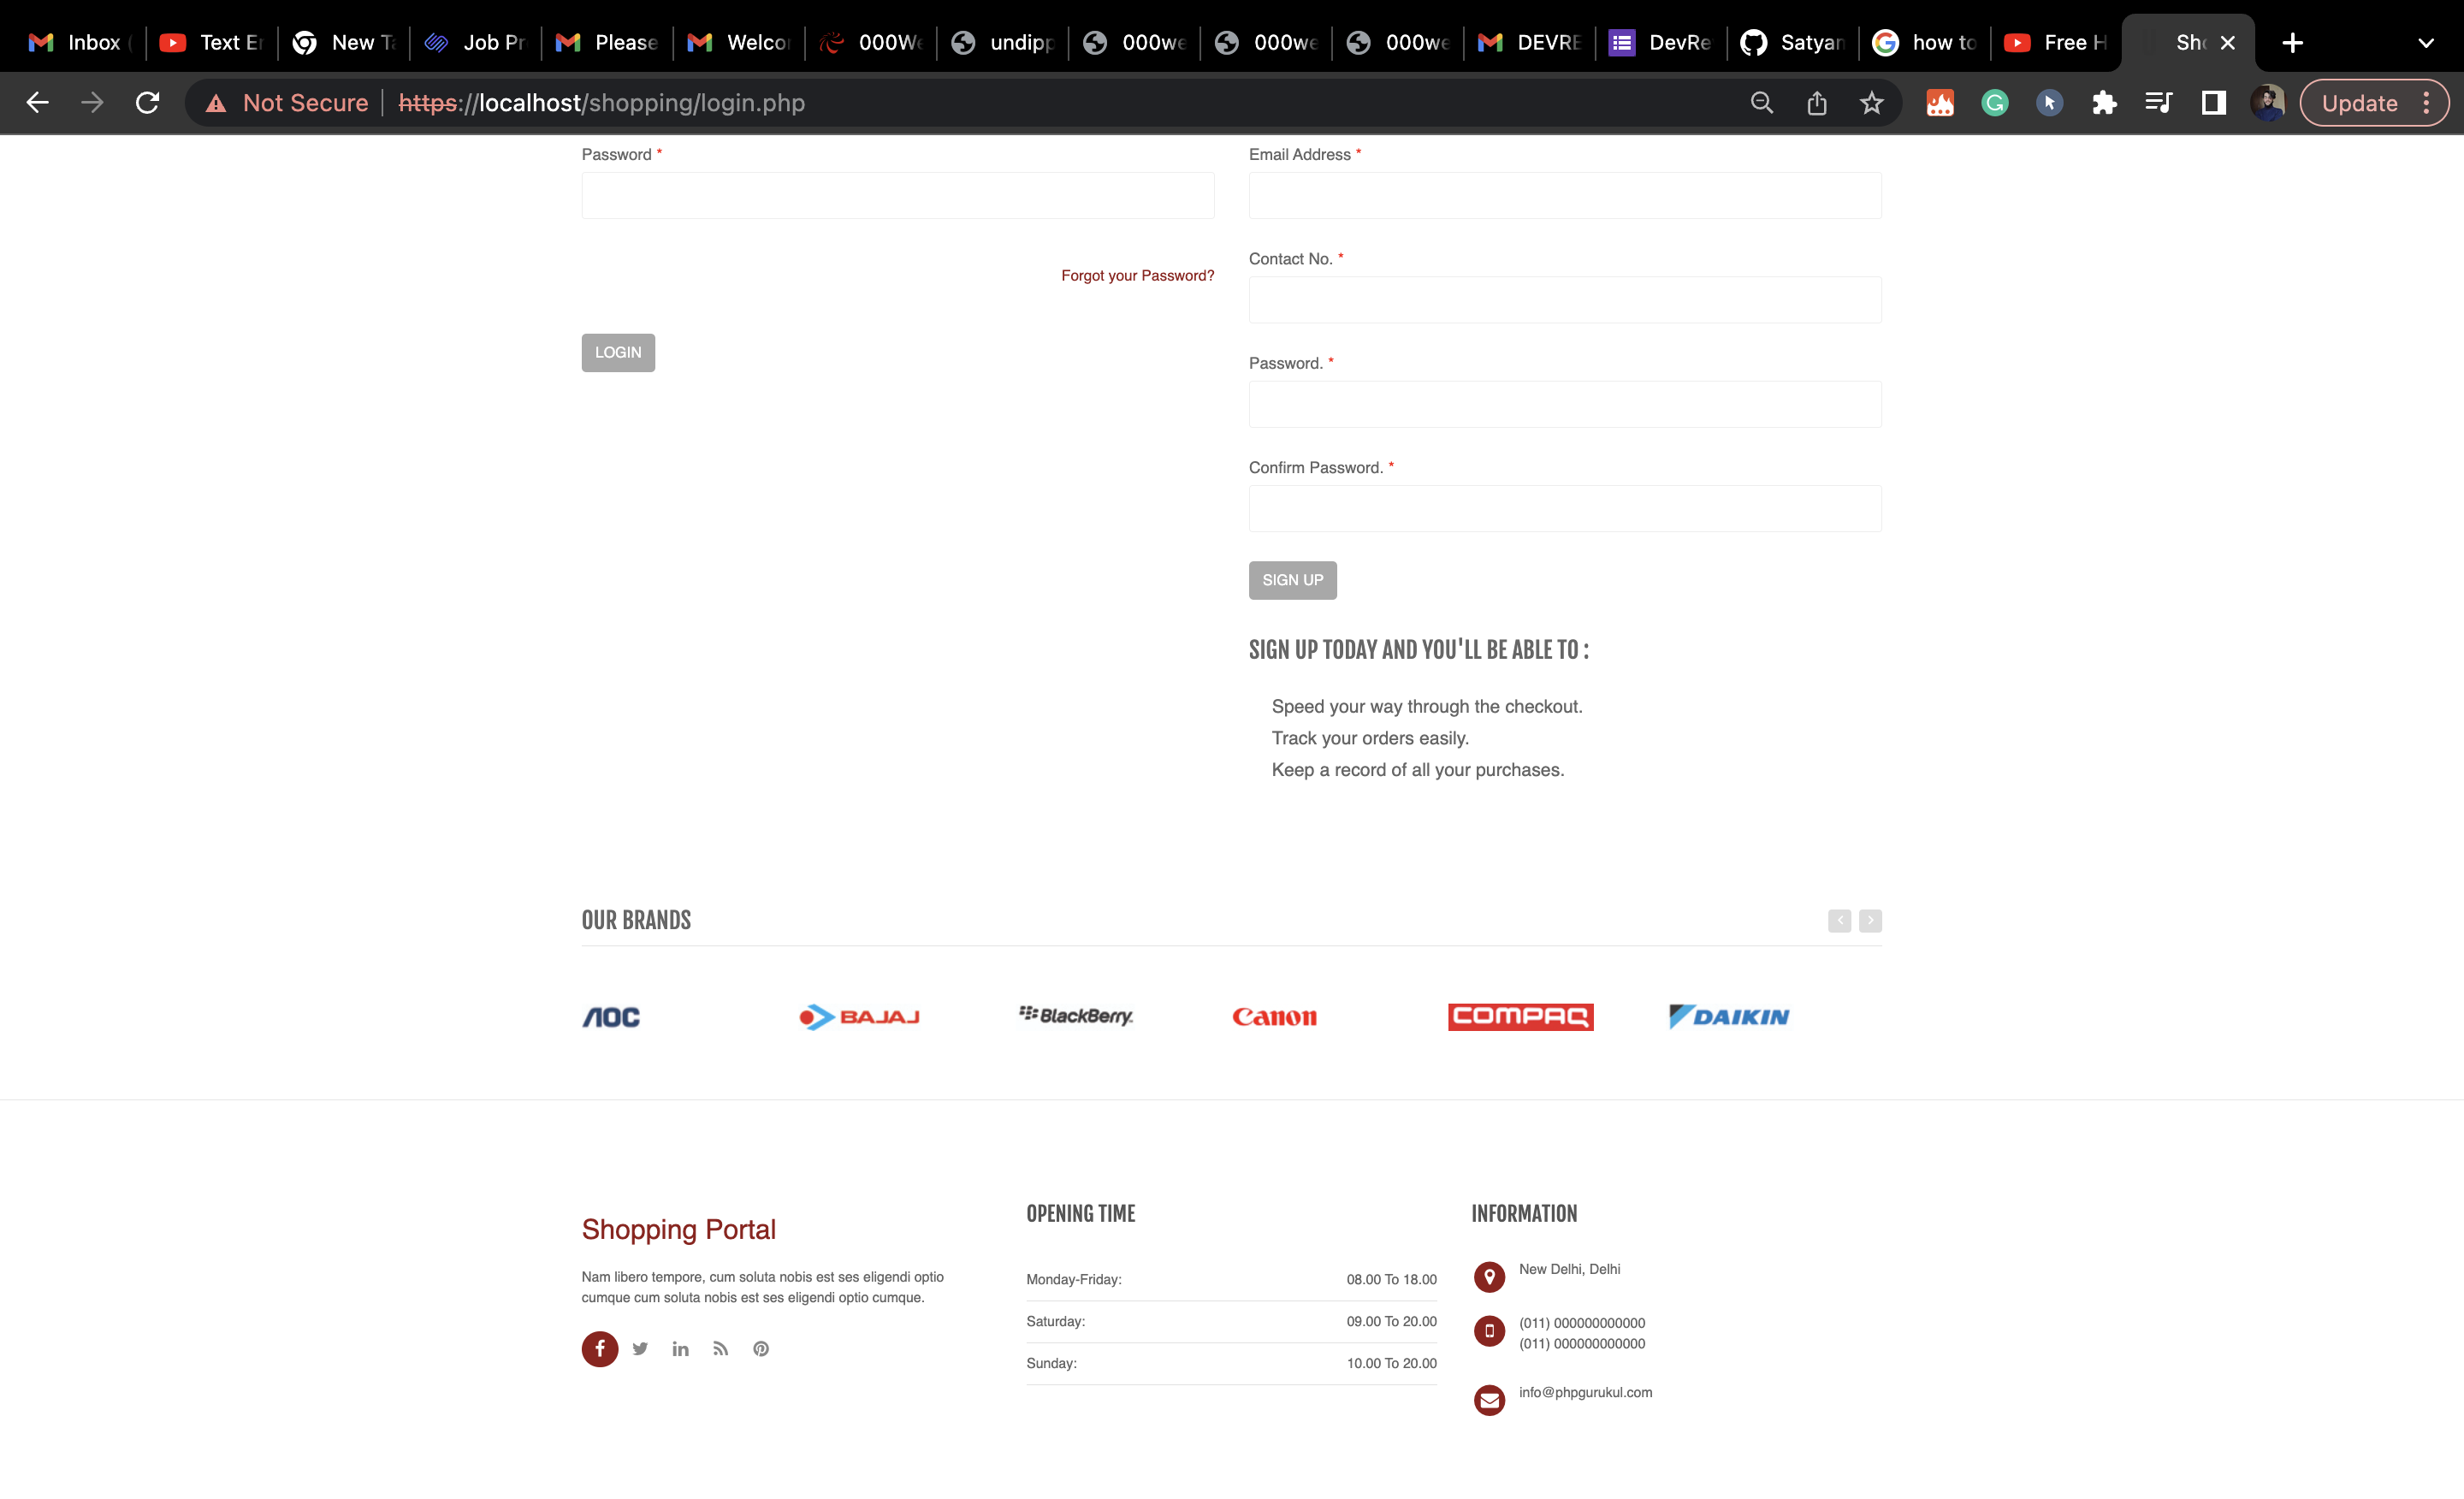 Inbox (
Text E
New Ta
Job Pr
Please
Welco
000We
undipp
000we
000we
000we
DEVRE
DevRe
Satyan
how to
Free H
Sho
Not Secure https://localhost/shopping/login.php
Update
Password *
Forgot your Password?
LOGIN
Email Address *
Contact No. *
Password. *
Confirm Password. *
SIGN UP
SIGN UP TODAY AND YOU'LL BE ABLE TO :
Speed your way through the checkout.
Track your orders easily.
Keep a record of all your purchases.
OUR BRANDS
AOC
BAJAJ
BlackBerry.
Canon
COMPAQ
DAIKIN
Shopping Portal
Nam libero tempore, cum soluta nobis est ses eligendi optio
cumque cum soluta nobis est ses eligendi optio cumque.
OPENING TIME
Monday-Friday: 08.00 To 18.00
Saturday: 09.00 To 20.00
Sunday: 10.00 To 20.00
INFORMATION
New Delhi, Delhi
(011) 000000000000
(011) 000000000000
info@phpgurukul.com